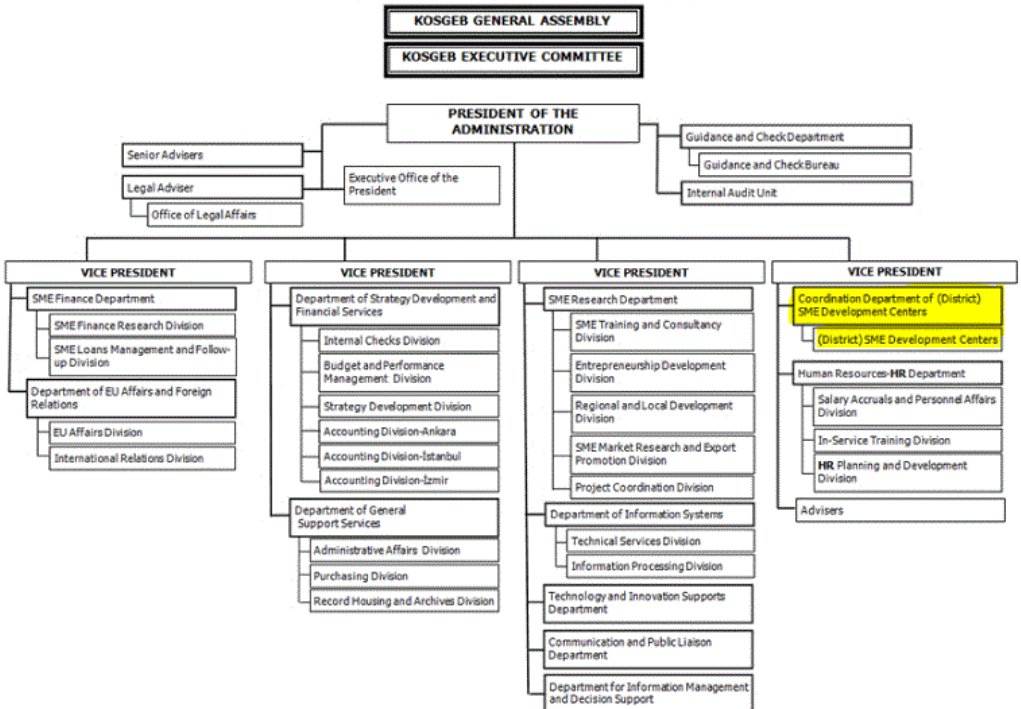 KOSGEB GENERAL ASSEMBLY
KOSGEB EXECUTIVE COMMITTEE
PRESIDENT OF THE
ADMINISTRATION
Senior Advisers
Legal Adviser
Office of Legal Affairs
Executive Office of the
President
Guidance and Check Department
Guidance and Check Bureau
Internal Audit Unit
VICE PRESIDENT
SME Finance Department
SME Finance Research Division
SME Loans Management and Follow-
up Division
Department of EU Affairs and Foreign
Relations
EU Affairs Division
International Relations Division
VICE PRESIDENT
Department of Strategy Development and
Financial Services
Internal Checks Division
Budget and Performance
Management Division
Strategy Development Division
Accounting Division-Ankara
Accounting Division-İstanbul
Accounting Division-İzmir
Department of General
Support Services
Administrative Affairs Division
Purchasing Division
Record Housing and Archives Division
VICE PRESIDENT
SME Research Department
SME Training and Consultancy
Division
Entrepreneurship Development
Division
Regional and Local Development
Division
SME Market Research and Export
Promotion Division
Project Coordination Division
Department of Information Systems
Technical Services Division
Information Processing Division
Technology and Innovation Supports
Department
Communication and Public Liaison
Department
Department for Information Management
and Decision Support
VICE PRESIDENT
Coordination Department of (District)
SME Development Centers
(District) SME Development Centers
Human Resources-HR Department
Salary Accruals and Personnel Affairs
Division
In-Service Training Division
HR Planning and Development
Division
Advisers